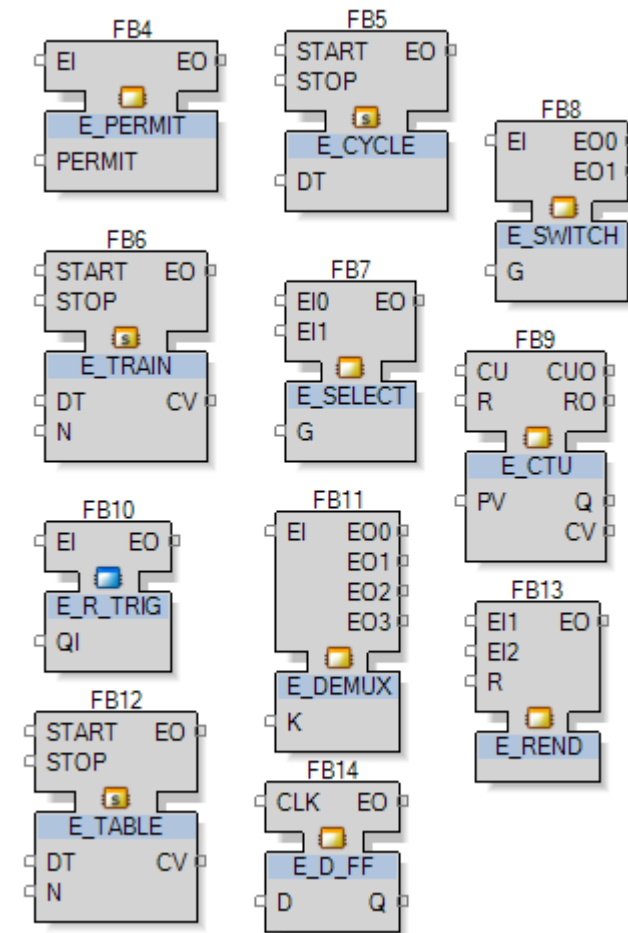 FB4
EI EO
E_PERMIT
PERMIT
FB5
START EO
STOP
s
E_CYCLE
DT
FB8
EI EO0
EO1
E_SWITCH
G
FB6
START EO
STOP
s
E_TRAIN
DT CV
N
FB7
EI0 EO
EI1
E_SELECT
G
FB9
CU CUO
R RO
E_CTU
PV Q
CV
FB10
EI EO
E_R_TRIG
QI
FB11
EI EO0
EO1
EO2
EO3
E_DEMUX
K
FB13
EI1 EO
EI2
R
E_REND
FB12
START EO
STOP
s
E_TABLE
DT CV
N
FB14
CLK EO
E_D_FF
D Q